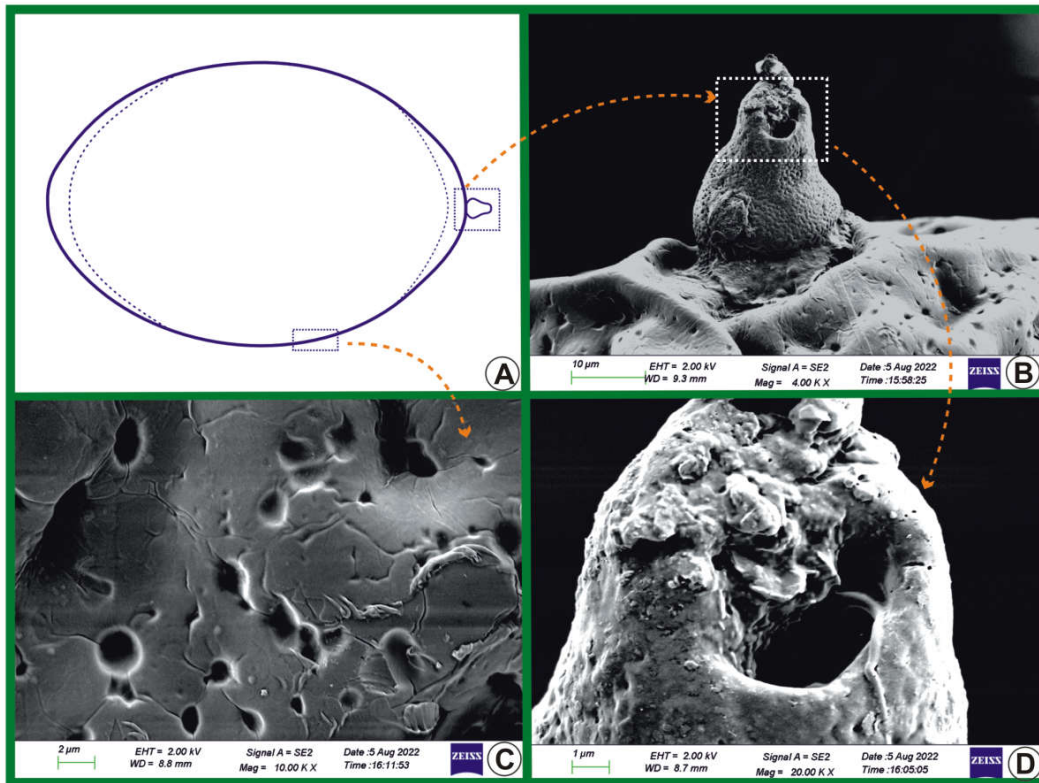 A
10 µm
EHT = 2.00 kV
WD = 9.3 mm
Signal A = SE2
Mag = 4.00 K X
Date :5 Aug 2022
Time :15:58:25
ZEISS
B
2 µm
EHT = 2.00 kV
WD = 8.8 mm
Signal A = SE2
Mag = 10.00 K X
Date :5 Aug 2022
Time :16:11:53
ZEISS
C
1 µm
EHT = 2.00 kV
WD = 8.7 mm
Signal A = SE2
Mag = 20.00 K X
Date :5 Aug 2022
Time :16:05:05
ZEISS
D